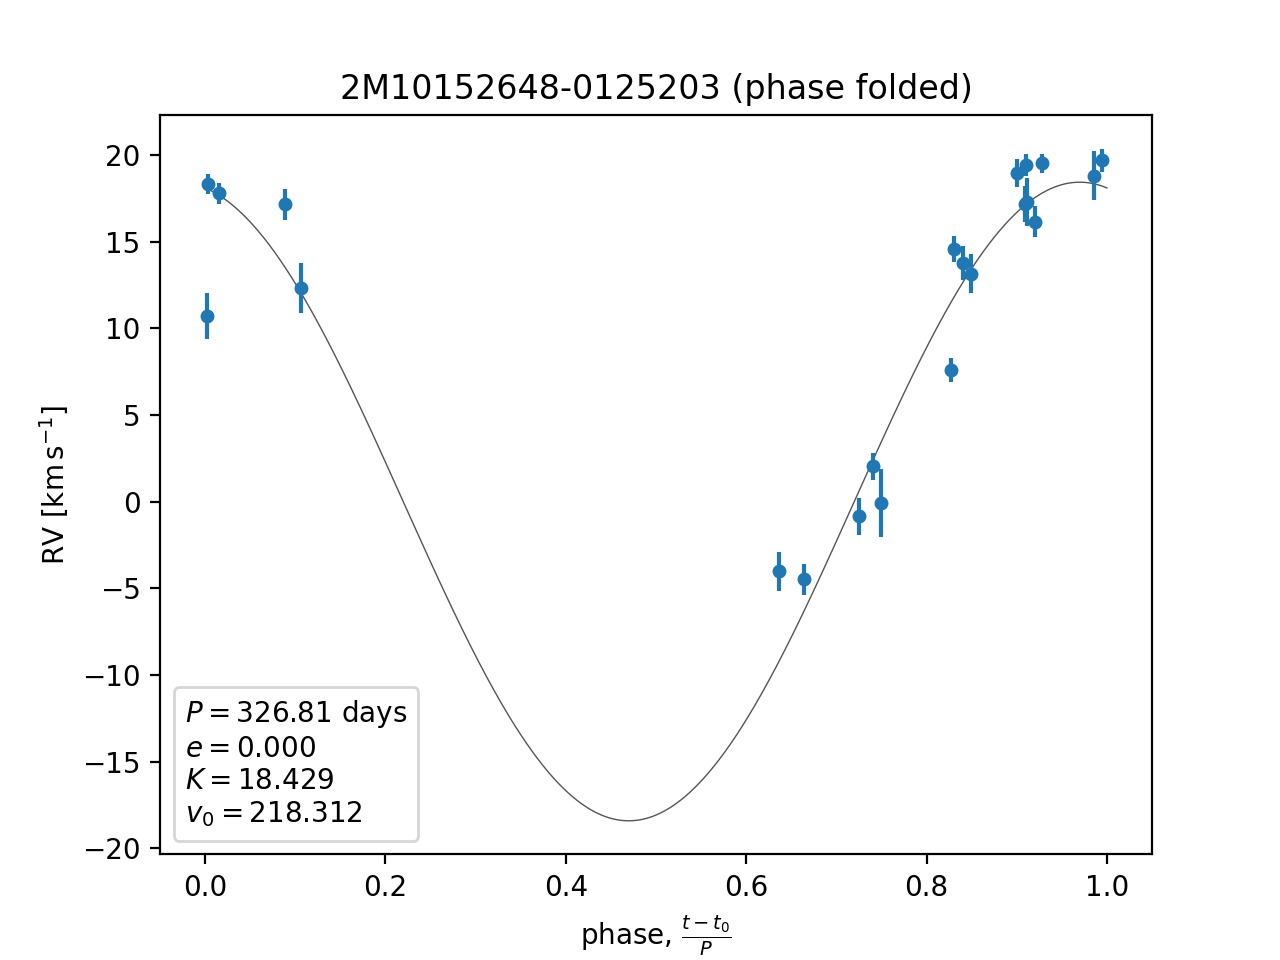 2M10152648-0125203 (phase folded)
20
15
10
5
0
−5
−10
−15
−20
RV [km s⁻¹]
P = 326.81 days
e = 0.000
K = 18.429
v₀ = 218.312
0.0 0.2 0.4 0.6 0.8 1.0
phase, (t − t₀)/P